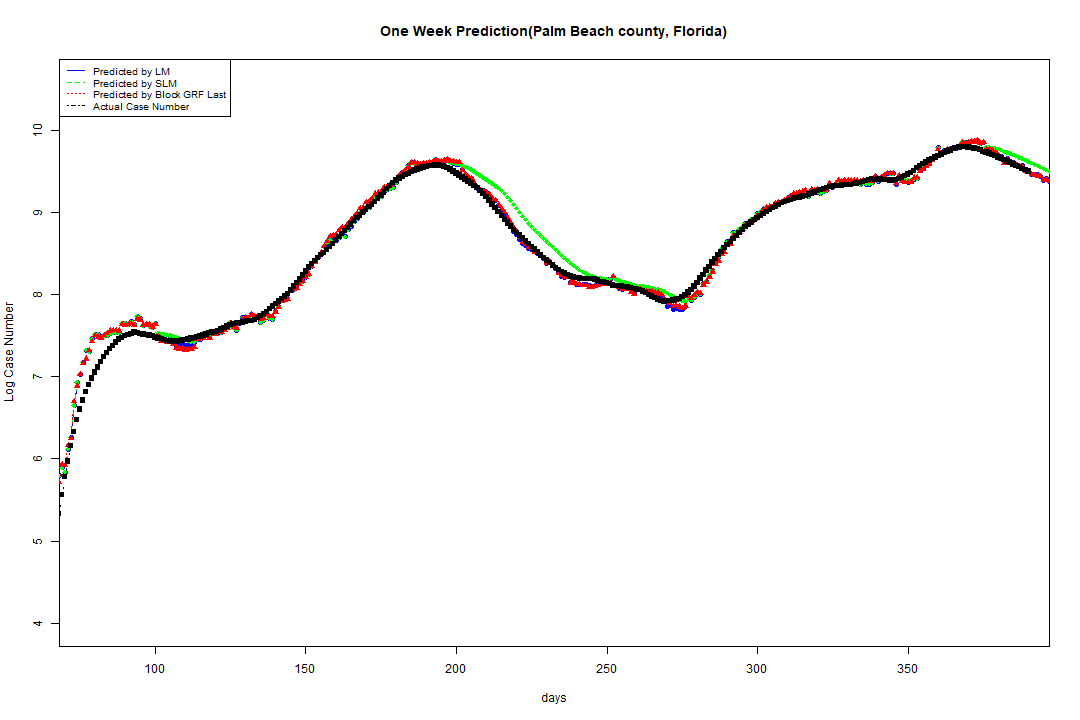 One Week Prediction(Palm Beach county, Florida)
Predicted by LM
Predicted by SLM
Predicted by Block GRF Last
Actual Case Number
10
9
8
7
6
5
4
Log Case Number
100 150 200 250 300 350
days